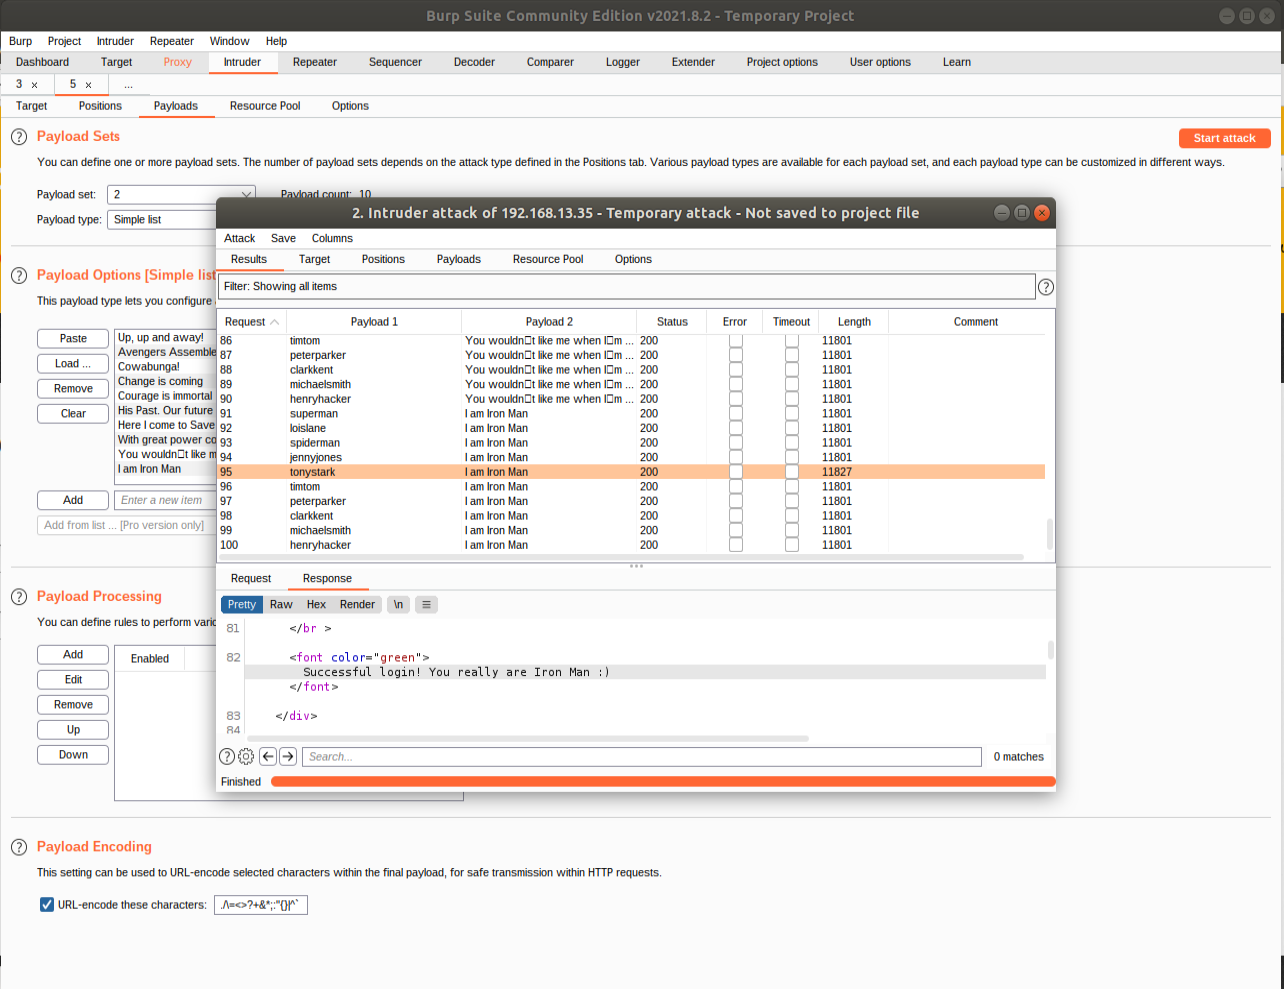 Burp Suite Community Edition v2021.8.2 - Temporary Project
Burp Project Intruder Repeater Window Help
Dashboard Target Proxy Intruder Repeater Sequencer Decoder Comparer Logger Extender Project options User options Learn
3 x 5 x ...
Target Positions Payloads Resource Pool Options
? Payload Sets Start attack
You can define one or more payload sets. The number of payload sets depends on the attack type defined in the Positions tab. Various payload types are available for each payload set, and each payload type can be customized in different ways.
Payload set: 2 Payload count: 10
Payload type: Simple list
? Payload Options [Simple list
This payload type lets you configure
Paste
Load ...
Remove
Clear
Up, up and away!
Avengers Assemble
Cowabunga!
Change is coming
Courage is immortal
His Past. Our future
Here I come to Save
With great power co
You wouldn□t like m
I am Iron Man
Add Enter a new item
Add from list ... [Pro version only]
? Payload Processing
You can define rules to perform vario
Add
Edit
Remove
Up
Down
Enabled
? Payload Encoding
This setting can be used to URL-encode selected characters within the final payload, for safe transmission within HTTP requests.
URL-encode these characters: ./\=<>?+&*;:"{}|^`
2. Intruder attack of 192.168.13.35 - Temporary attack - Not saved to project file
Attack Save Columns
Results Target Positions Payloads Resource Pool Options
Filter: Showing all items ?
Request Payload 1 Payload 2 Status Error Timeout Length Comment
86 timtom You wouldn□t like me when I□m ... 200 11801
87 peterparker You wouldn□t like me when I□m ... 200 11801
88 clarkkent You wouldn□t like me when I□m ... 200 11801
89 michaelsmith You wouldn□t like me when I□m ... 200 11801
90 henryhacker You wouldn□t like me when I□m ... 200 11801
91 superman I am Iron Man 200 11801
92 loislane I am Iron Man 200 11801
93 spiderman I am Iron Man 200 11801
94 jennyjones I am Iron Man 200 11801
95 tonystark I am Iron Man 200 11827
96 timtom I am Iron Man 200 11801
97 peterparker I am Iron Man 200 11801
98 clarkkent I am Iron Man 200 11801
99 michaelsmith I am Iron Man 200 11801
100 henryhacker I am Iron Man 200 11801
Request Response
Pretty Raw Hex Render \n ≡
81 </br >
82 <font color="green">
Successful login! You really are Iron Man :)
</font>
83 </div>
84
? Search... 0 matches
Finished